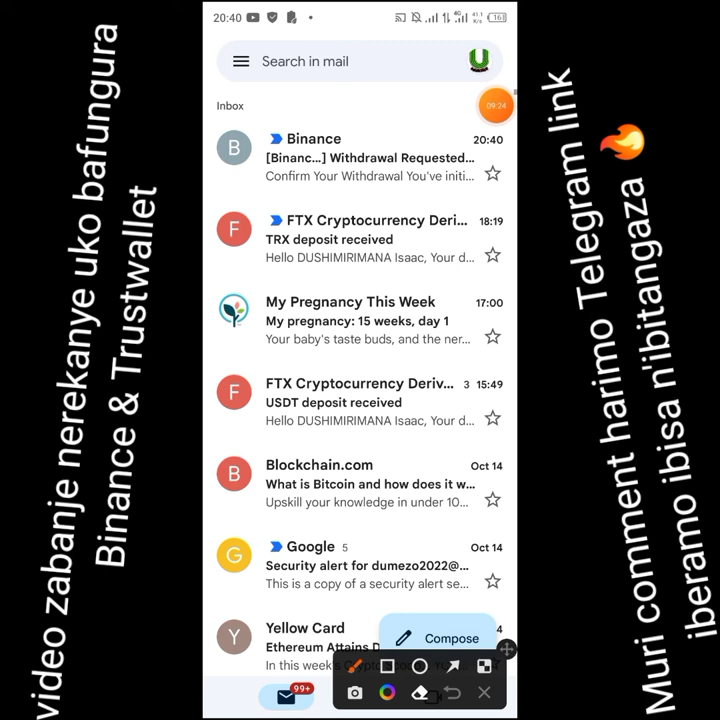 video zabanje nerekanye uko bafungura
Binance & Trustwallet
20:40
4G
41.1
K/s
16
Search in mail
U
Inbox
09:24
B
Binance
20:40
[Binanc...] Withdrawal Requested...
Confirm Your Withdrawal You've initi...
F
FTX Cryptocurrency Deri...
18:19
TRX deposit received
Hello DUSHIMIRIMANA Isaac, Your d...
My Pregnancy This Week
17:00
My pregnancy: 15 weeks, day 1
Your baby's taste buds, and the ner...
F
FTX Cryptocurrency Deriv...
3 15:49
USDT deposit received
Hello DUSHIMIRIMANA Isaac, Your d...
B
Blockchain.com
Oct 14
What is Bitcoin and how does it w...
Upskill your knowledge in under 10...
G
Google 5
Oct 14
Security alert for dumezo2022@...
This is a copy of a security alert se...
Y
Yellow Card
4
Ethereum Attains D
In this week's
Compose
99+
Muri comment harimo Telegram link
iberamo ibisa n'ibitangaza 🔥